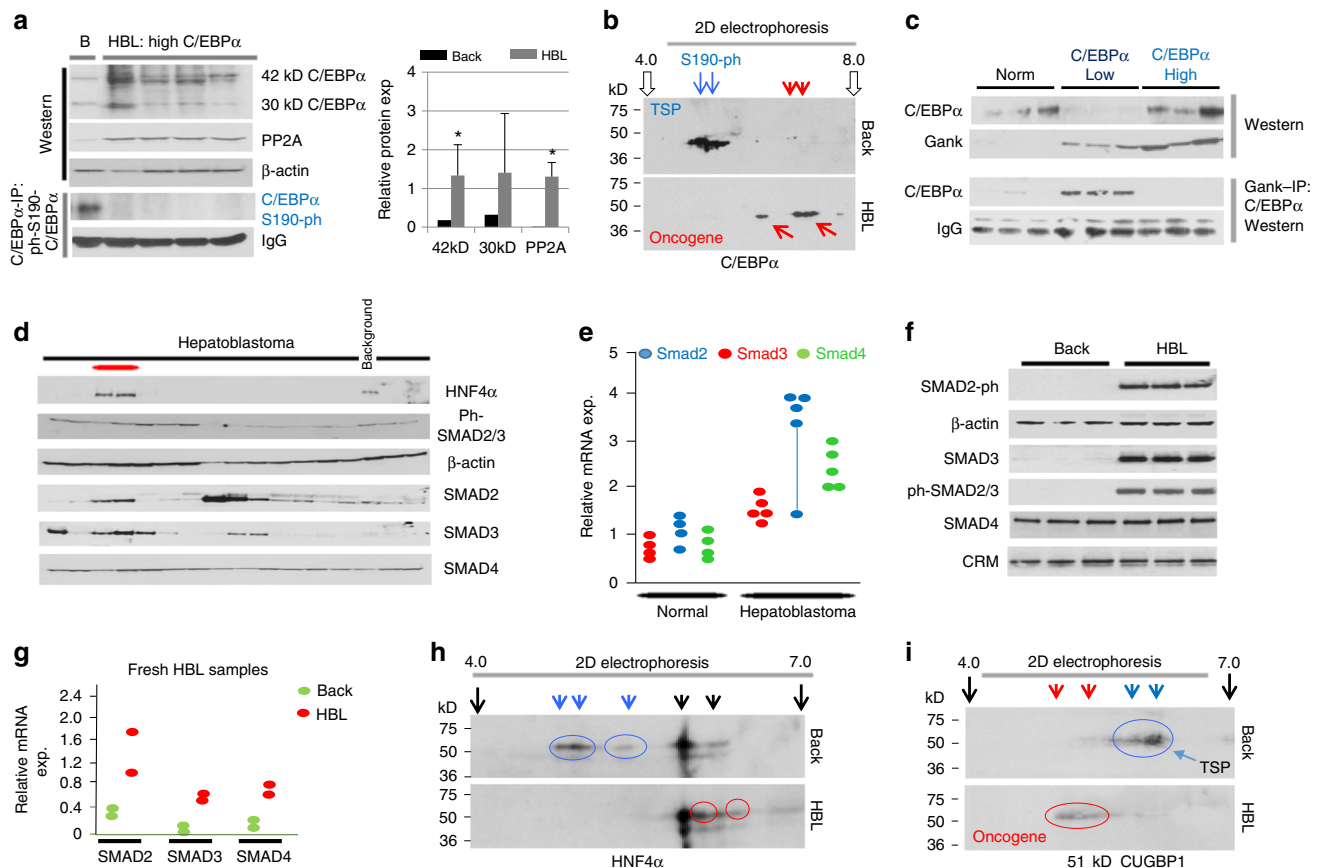 a
B HBL: high C/EBPα
Western
42 kD C/EBPα
30 kD C/EBPα
PP2A
β-actin
C/EBPα-IP:
ph-S190-
C/EBPα
C/EBPα
S190-ph
IgG
Back HBL
Relative protein exp
4
3
2
1
0
42kD 30kD PP2A
* *
b
2D electrophoresis
4.0 S190-ph 8.0
kD
TSP
75
50
36
Back
75
50
36
HBL
Oncogene
C/EBPα
c
Norm
C/EBPα
Low
C/EBPα
High
C/EBPα
Gank
Western
C/EBPα
IgG
Gank–IP:
C/EBPα
Western
d
Hepatoblastoma
Background
HNF4α
Ph-
SMAD2/3
β-actin
SMAD2
SMAD3
SMAD4
e
Smad2 Smad3 Smad4
Relative mRNA exp.
5
4
3
2
1
0
Normal Hepatoblastoma
f
Back HBL
SMAD2-ph
β-actin
SMAD3
ph-SMAD2/3
SMAD4
CRM
g
Fresh HBL samples
Back
HBL
Relative mRNA
exp.
2.4
2.0
1.6
1.2
0.8
0.4
0
SMAD2 SMAD3 SMAD4
h
4.0 2D electrophoresis 7.0
kD
75
50
36
Back
75
50
36
HBL
HNF4α
i
4.0 2D electrophoresis 7.0
kD
75
50
36
Back
TSP
75
50
36
HBL
Oncogene
51 kD CUGBP1